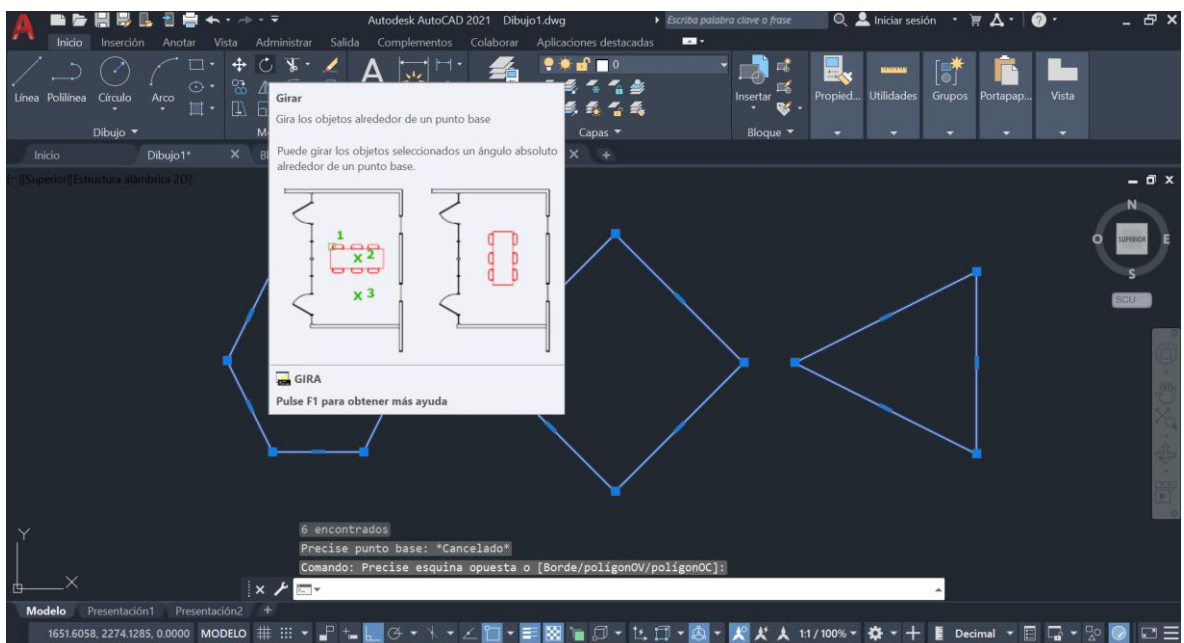 Autodesk AutoCAD 2021 Dibujo1.dwg
Escriba palabra clave o frase
Iniciar sesión
Inicio Inserción Anotar Vista Administrar Salida Complementos Colaborar Aplicaciones destacadas
0
Línea Polilínea Círculo Arco
Insertar
Propied... Utilidades Grupos Portapap... Vista
Dibujo
Capas
Bloque
Inicio Dibujo1*
Girar
Gira los objetos alrededor de un punto base
Puede girar los objetos seleccionados un ángulo absoluto
alrededor de un punto base.
1
2
3
GIRA
Pulse F1 para obtener más ayuda
[−][Superior][Estructura alámbrica 2D]
N
O SUPERIOR E
S
SCU
6 encontrados
Precise punto base: *Cancelado*
Comando: Precise esquina opuesta o [Borde/polígonOV/polígonOC]:
Y
X
Modelo Presentación1 Presentación2 +
1651.6058, 2274.1285, 0.0000 MODELO 1:1 / 100% Decimal